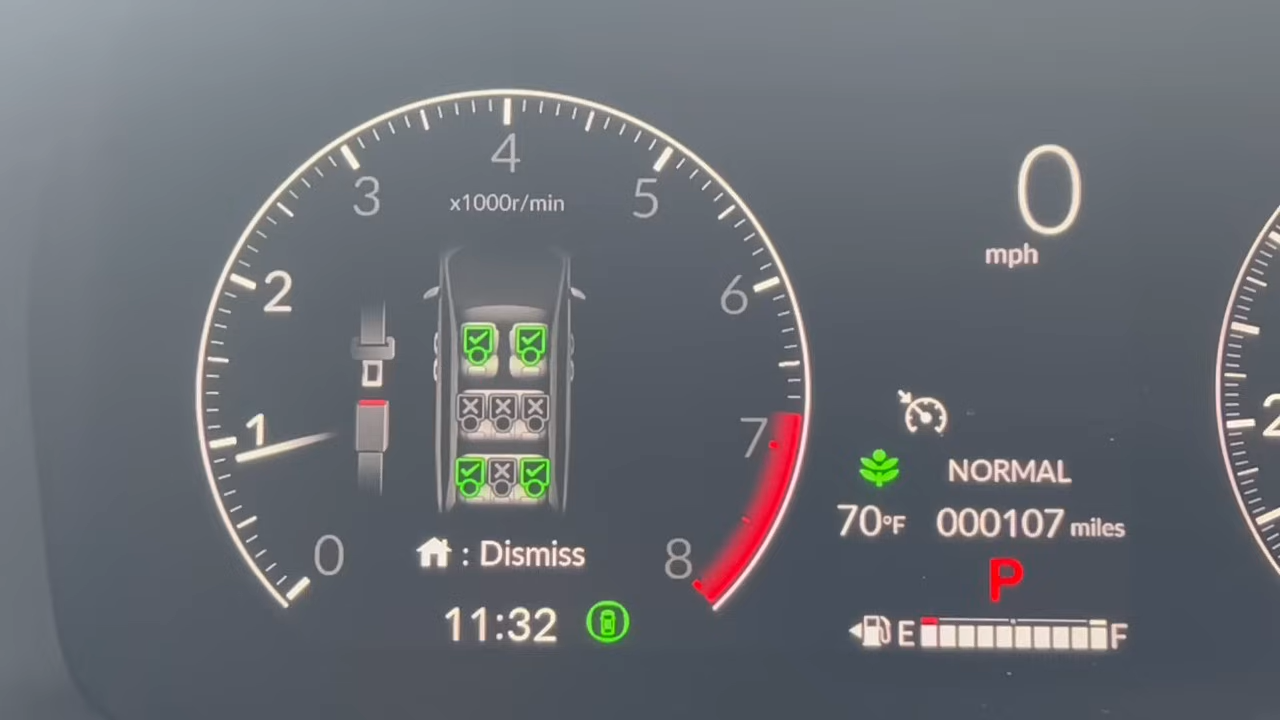 4
3
5
x1000r/min
2
6
1
7
0
8
: Dismiss
11:32
0
mph
NORMAL
70°F
000107 miles
P
E
F
2